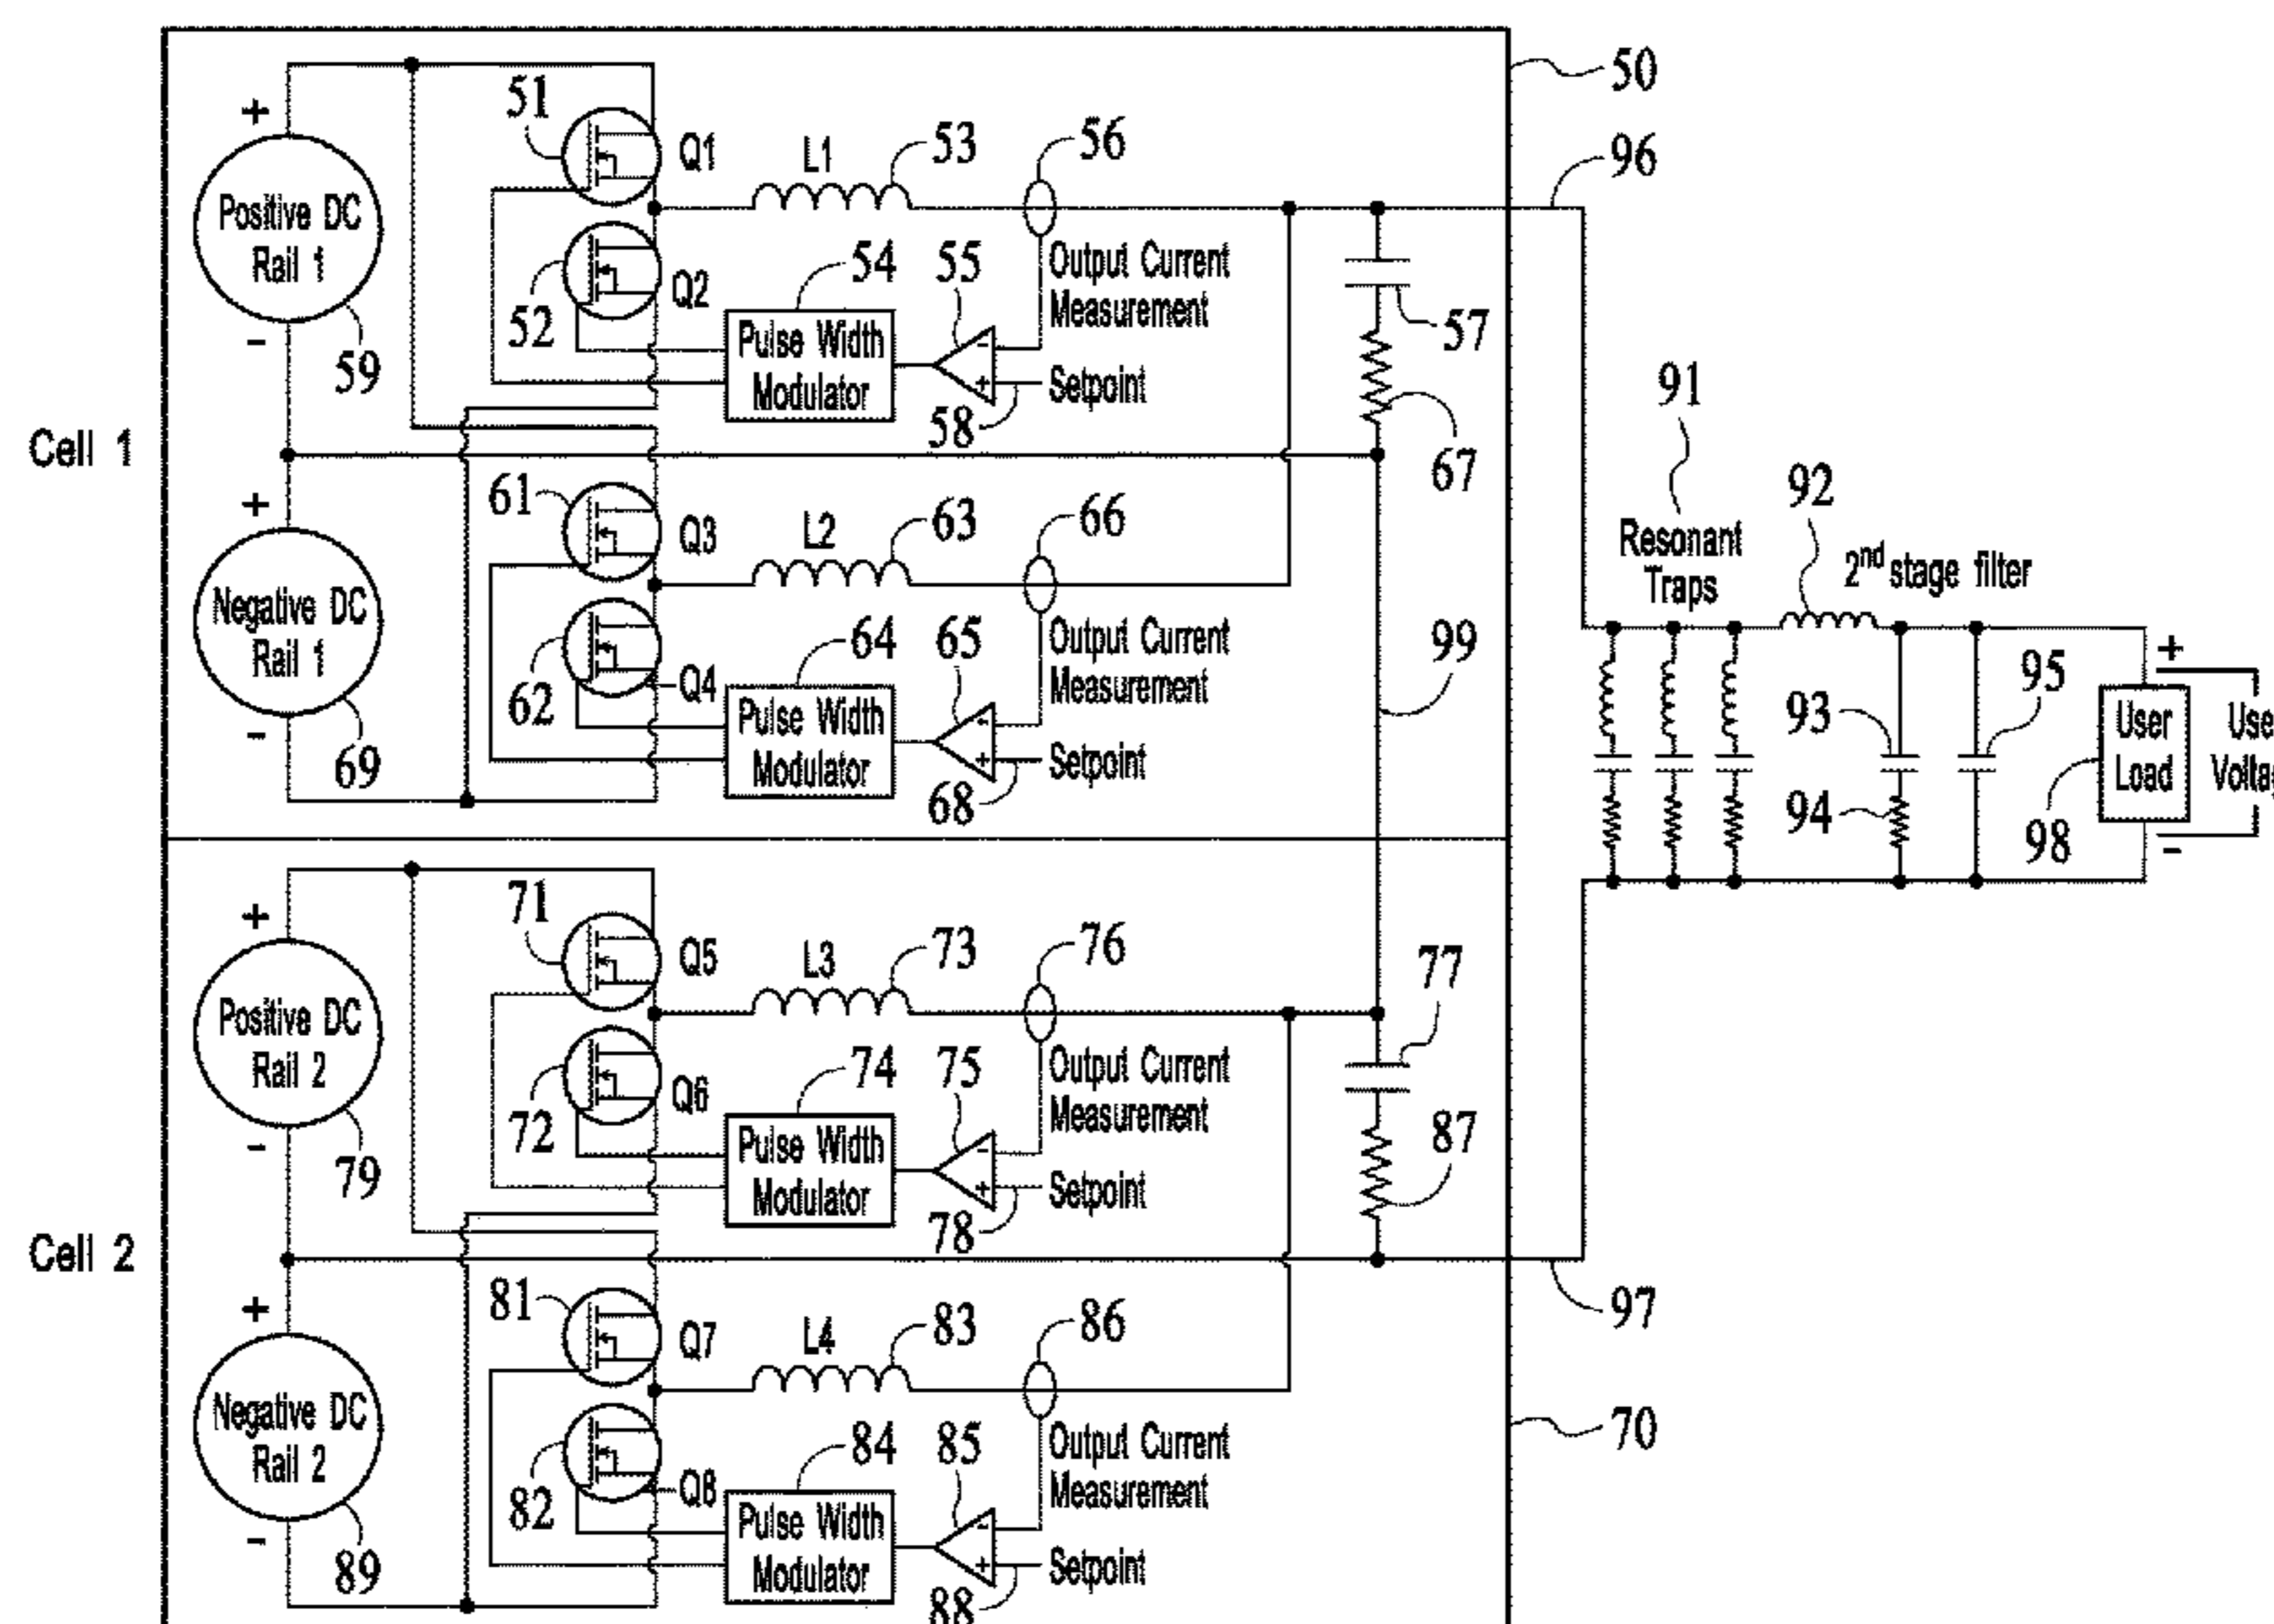 50
51
+
Q1
L1
53
56
96
Positive DC
Rail 1
52
Q2
54
55
Output Current
Measurement
Pulse Width
Modulator
-
+
Setpoint
57
-
59
58
91
Cell 1
67
+
61
Q3
L2
63
66
Resonant
Traps
92
2nd stage filter
Negative DC
Rail 1
62
Q4
64
65
Output Current
Measurement
99
Pulse Width
Modulator
+
Setpoint
93
95
+
User
Load
-
69
68
94
98
-
+
71
Q5
L3
73
76
77
Positive DC
Rail 2
72
Q6
74
75
Output Current
Measurement
Pulse Width
Modulator
-
+
Setpoint
87
-
79
78
Cell 2
+
81
Q7
L4
83
86
97
Negative DC
Rail 2
82
Q8
84
85
Output Current
Measurement
70
Pulse Width
Modulator
-
+
Setpoint
-
89
88